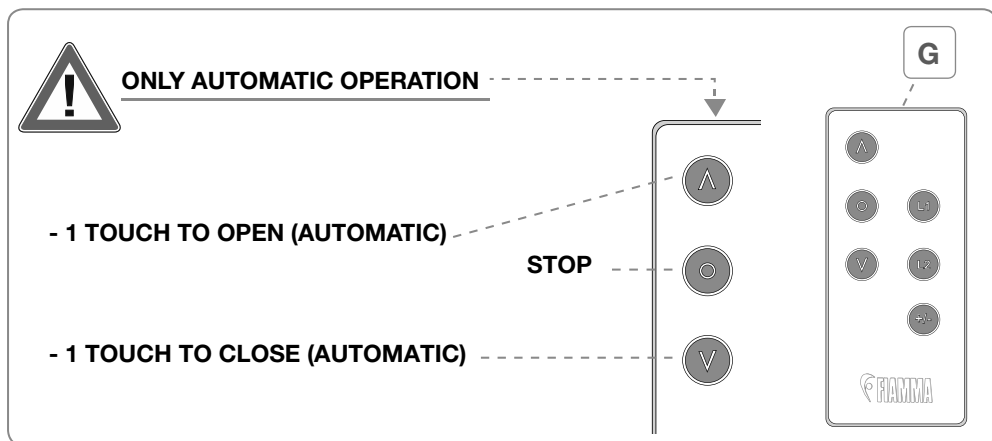 G
ONLY AUTOMATIC OPERATION
- 1 TOUCH TO OPEN (AUTOMATIC)
STOP
- 1 TOUCH TO CLOSE (AUTOMATIC)
L1
L2
+/-
FIAMMA